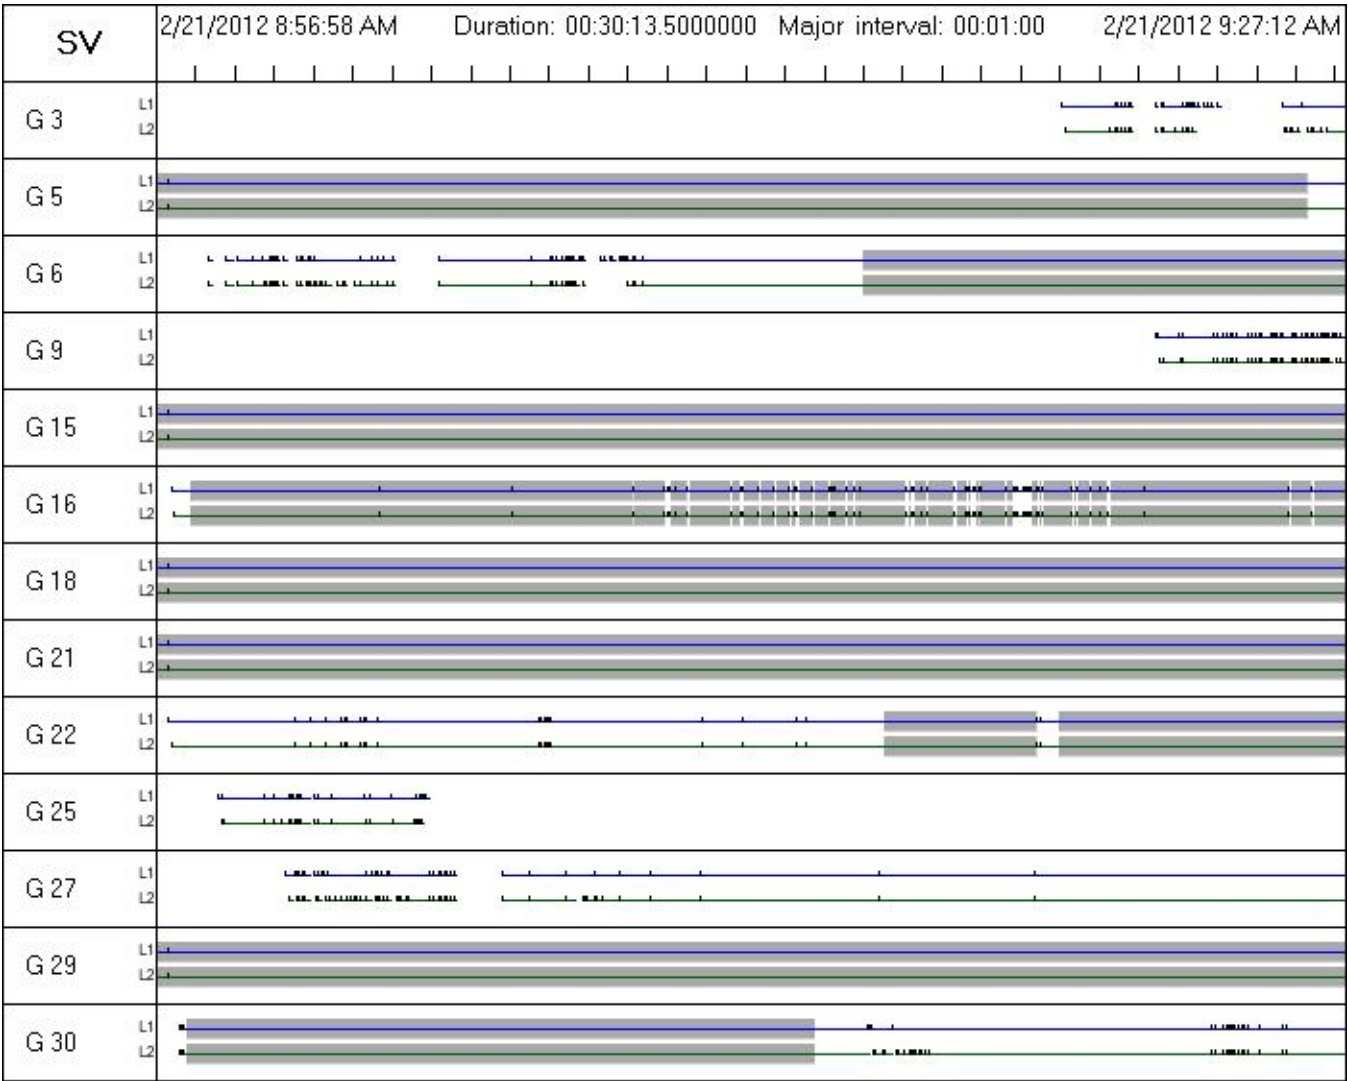 SV 2/21/2012 8:56:58 AM Duration: 00:30:13.5000000 Major interval: 00:01:00 2/21/2012 9:27:12 AM
G 3 L1
L2
G 5 L1
L2
G 6 L1
L2
G 9 L1
L2
G 15 L1
L2
G 16 L1
L2
G 18 L1
L2
G 21 L1
L2
G 22 L1
L2
G 25 L1
L2
G 27 L1
L2
G 29 L1
L2
G 30 L1
L2